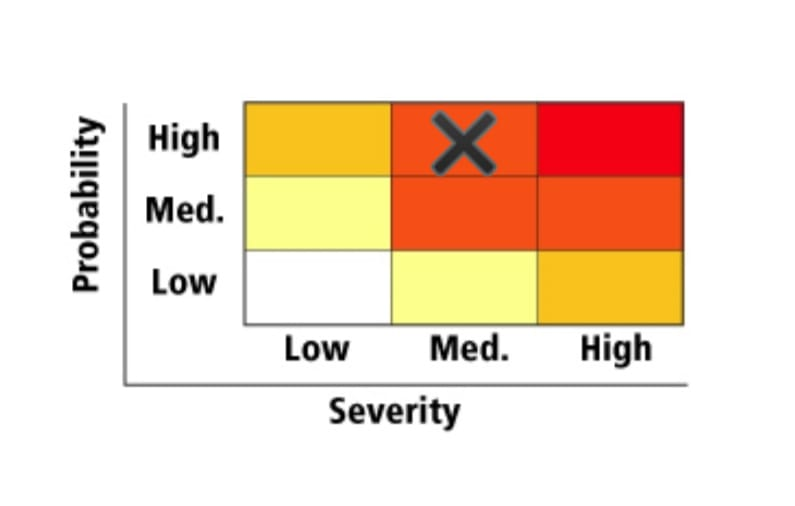 Probability
High
Med.
Low
Low Med. High
Severity